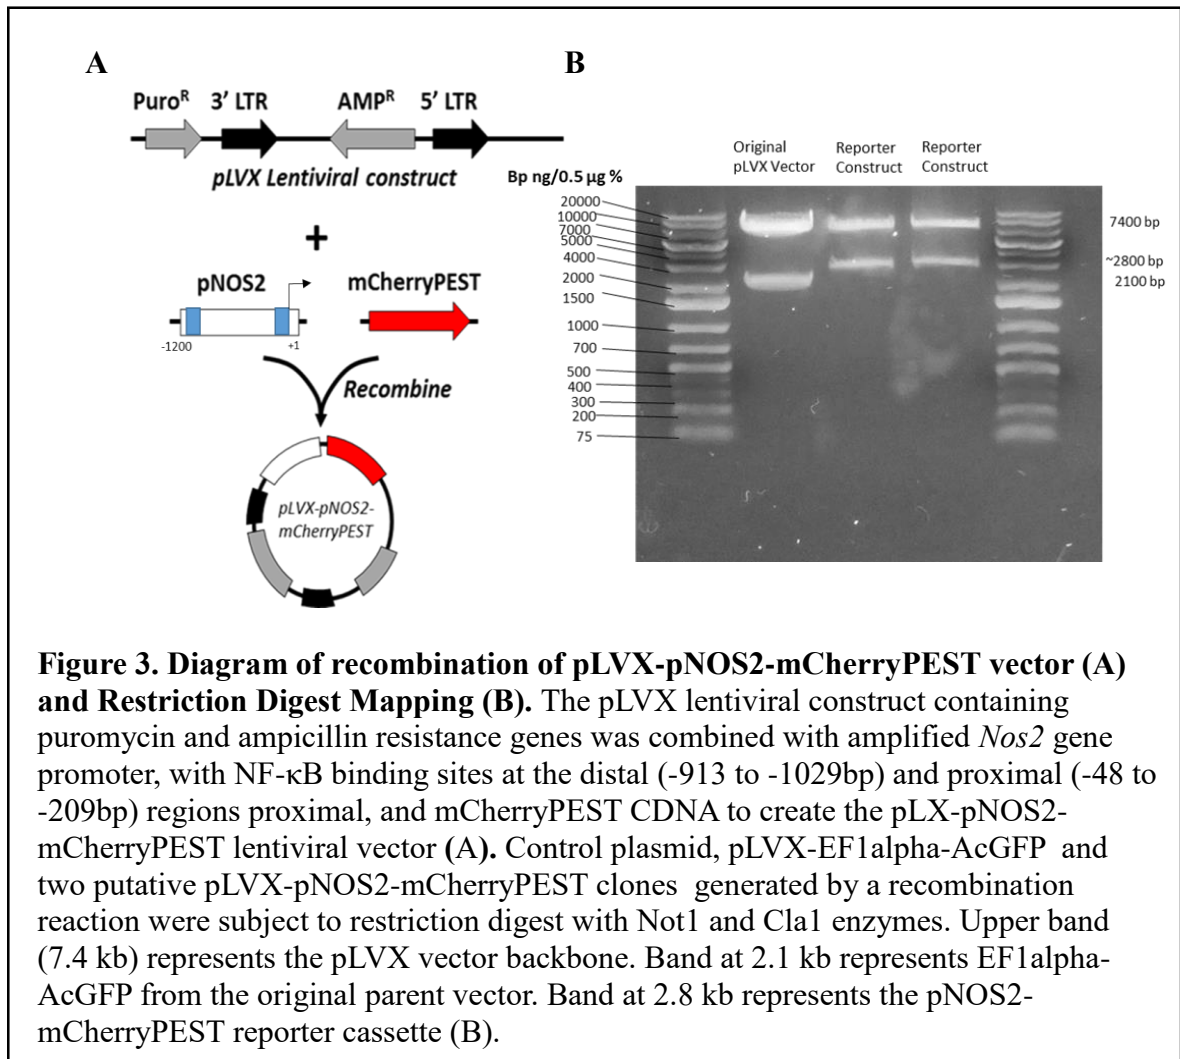 A
B
Puro^R 3' LTR AMP^R 5' LTR
pLVX Lentiviral construct
+
pNOS2 mCherryPEST
-1200 +1
Recombine
pLVX-pNOS2-
mCherryPEST
Original
pLVX Vector
Reporter
Construct
Reporter
Construct
Bp ng/0.5 µg %
20000
10000
7000
5000
4000
2000
1500
1000
700
500
400
300
200
75
7400 bp
~2800 bp
2100 bp
Figure 3. Diagram of recombination of pLVX-pNOS2-mCherryPEST vector (A)
and Restriction Digest Mapping (B). The pLVX lentiviral construct containing
puromycin and ampicillin resistance genes was combined with amplified Nos2 gene
promoter, with NF-κB binding sites at the distal (-913 to -1029bp) and proximal (-48 to
-209bp) regions proximal, and mCherryPEST CDNA to create the pLX-pNOS2-
mCherryPEST lentiviral vector (A). Control plasmid, pLVX-EF1alpha-AcGFP and
two putative pLVX-pNOS2-mCherryPEST clones generated by a recombination
reaction were subject to restriction digest with Not1 and Cla1 enzymes. Upper band
(7.4 kb) represents the pLVX vector backbone. Band at 2.1 kb represents EF1alpha-
AcGFP from the original parent vector. Band at 2.8 kb represents the pNOS2-
mCherryPEST reporter cassette (B).